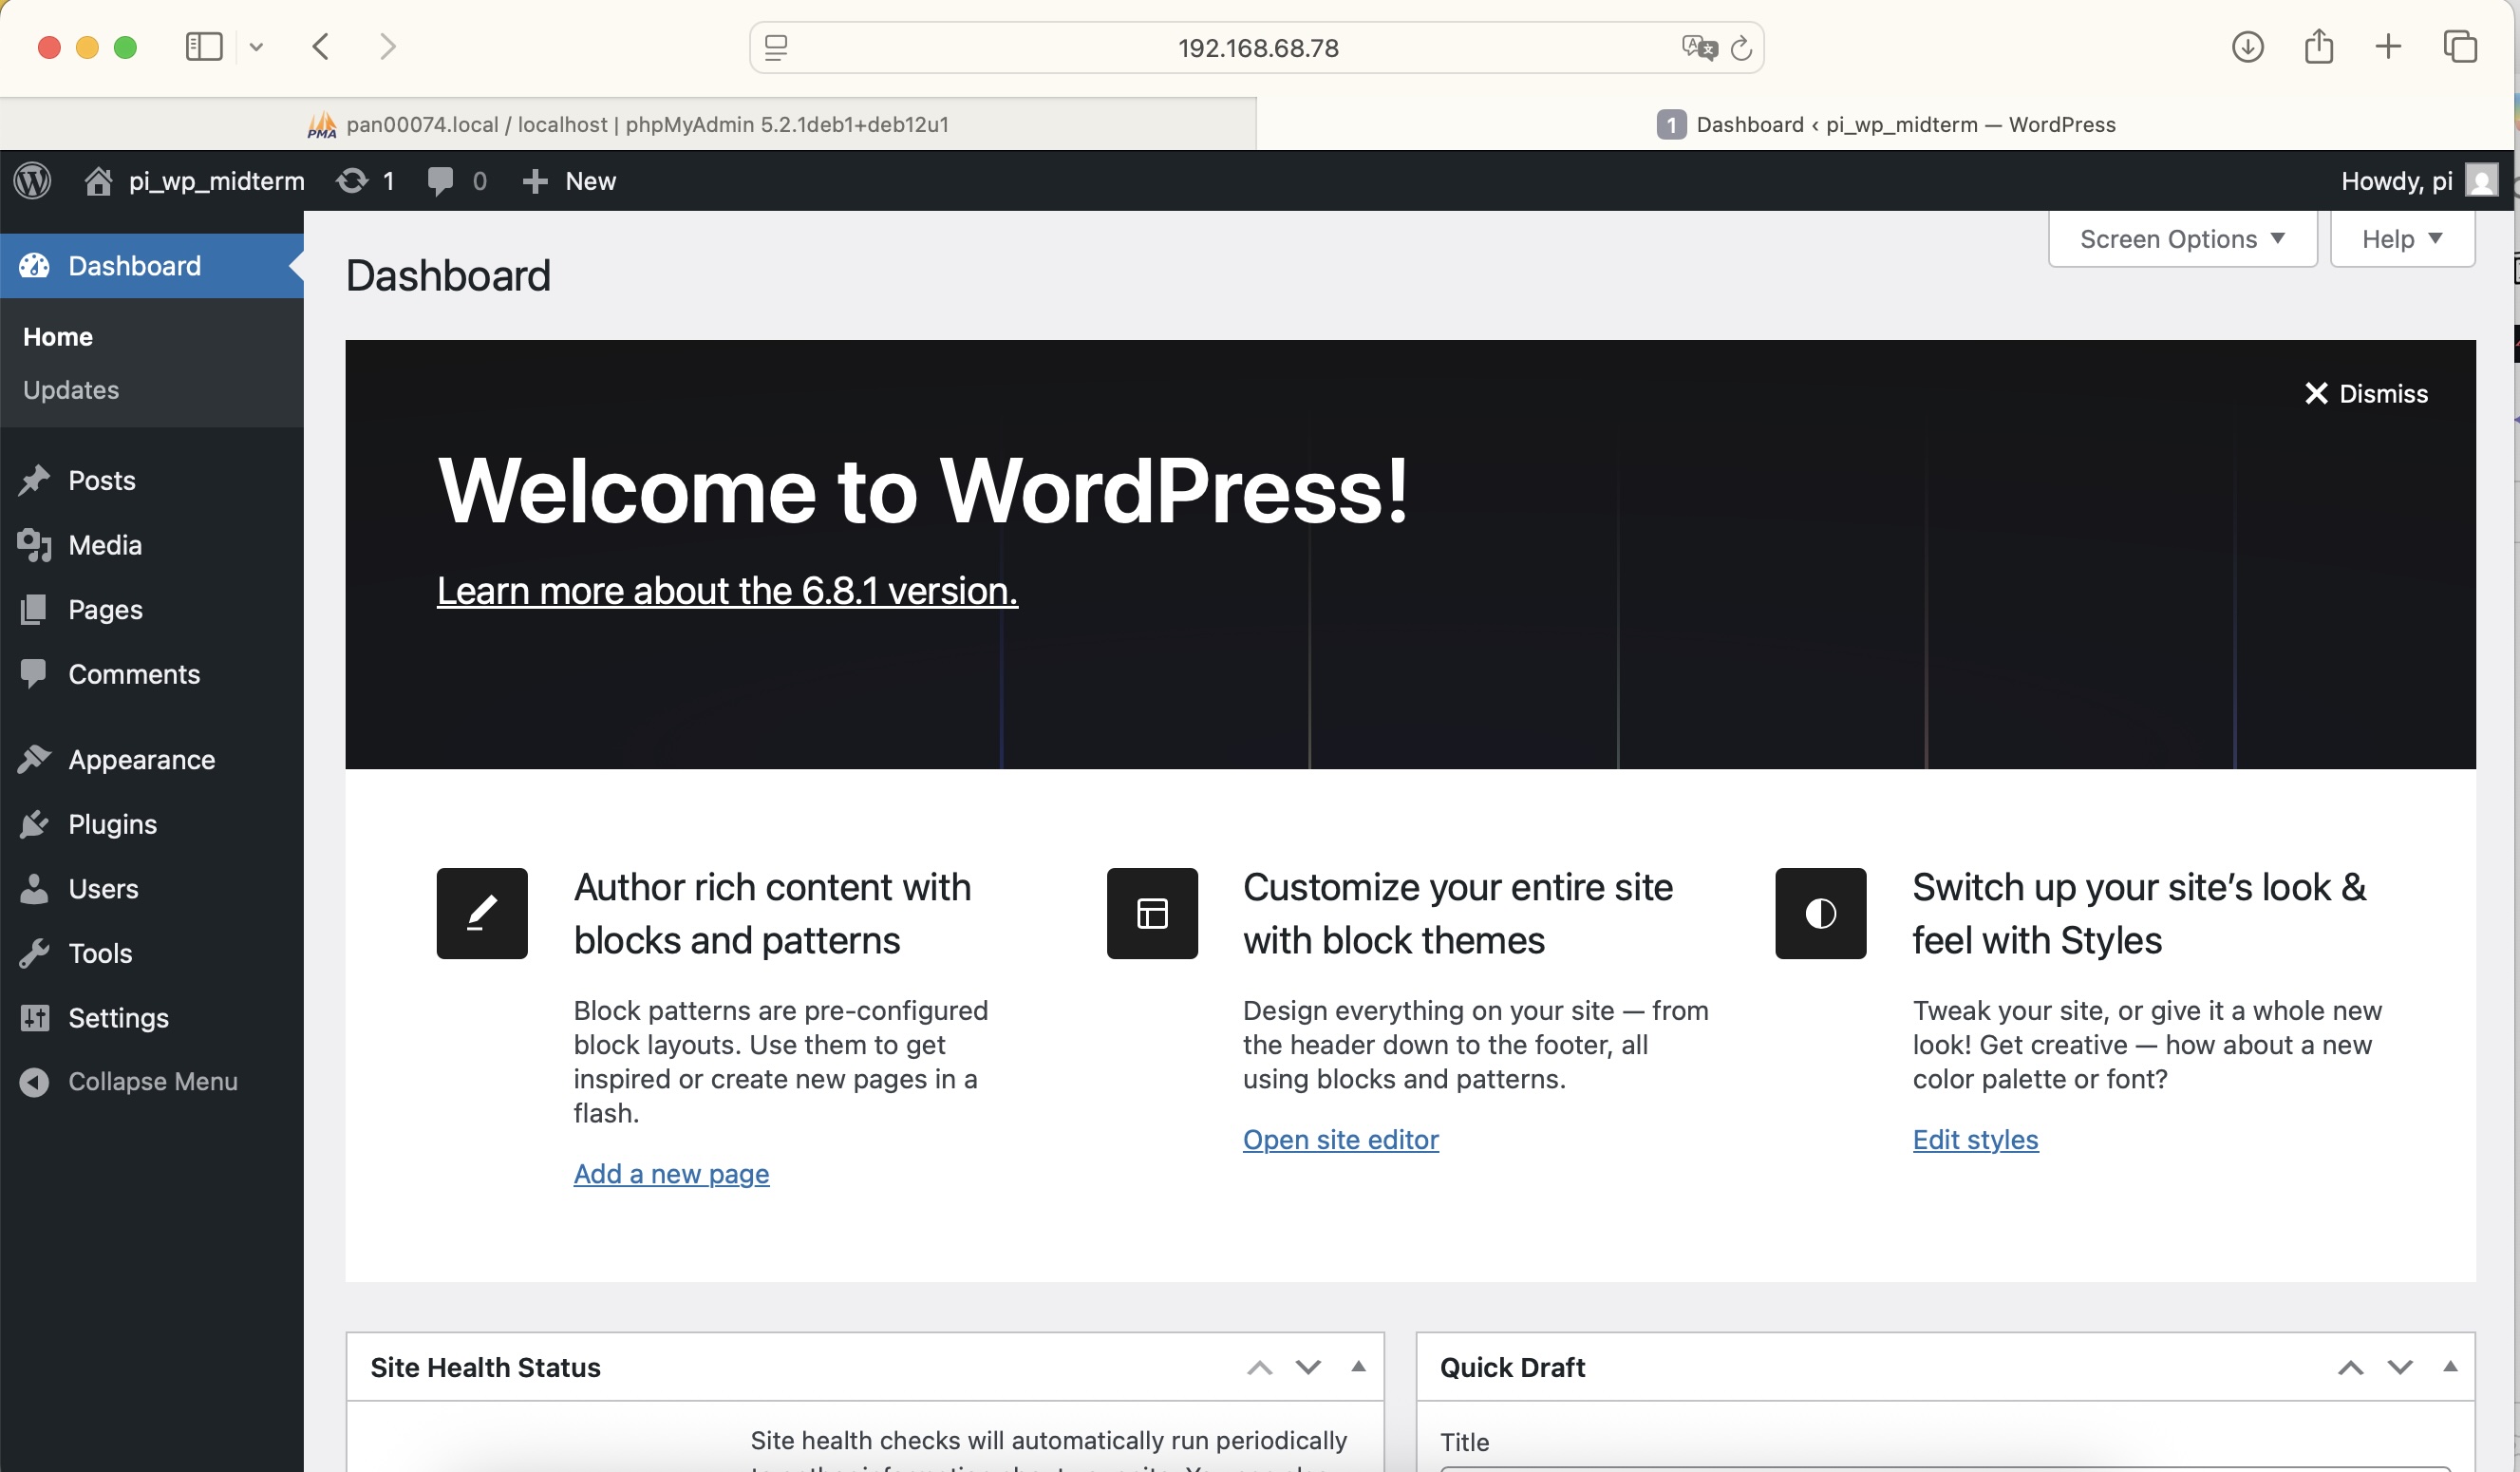 192.168.68.78
PMA pan00074.local / localhost | phpMyAdmin 5.2.1deb1+deb12u1
1 Dashboard ‹ pi_wp_midterm — WordPress
pi_wp_midterm 1 0 New
Howdy, pi
Dashboard
Home
Updates
Posts
Media
Pages
Comments
Appearance
Plugins
Users
Tools
Settings
Collapse Menu
Screen Options
Help
Dashboard
Dismiss
Welcome to WordPress!
Learn more about the 6.8.1 version.
Author rich content with
blocks and patterns
Block patterns are pre-configured
block layouts. Use them to get
inspired or create new pages in a
flash.
Add a new page
Customize your entire site
with block themes
Design everything on your site — from
the header down to the footer, all
using blocks and patterns.
Open site editor
Switch up your site’s look &
feel with Styles
Tweak your site, or give it a whole new
look! Get creative — how about a new
color palette or font?
Edit styles
Site Health Status
Site health checks will automatically run periodically
Quick Draft
Title